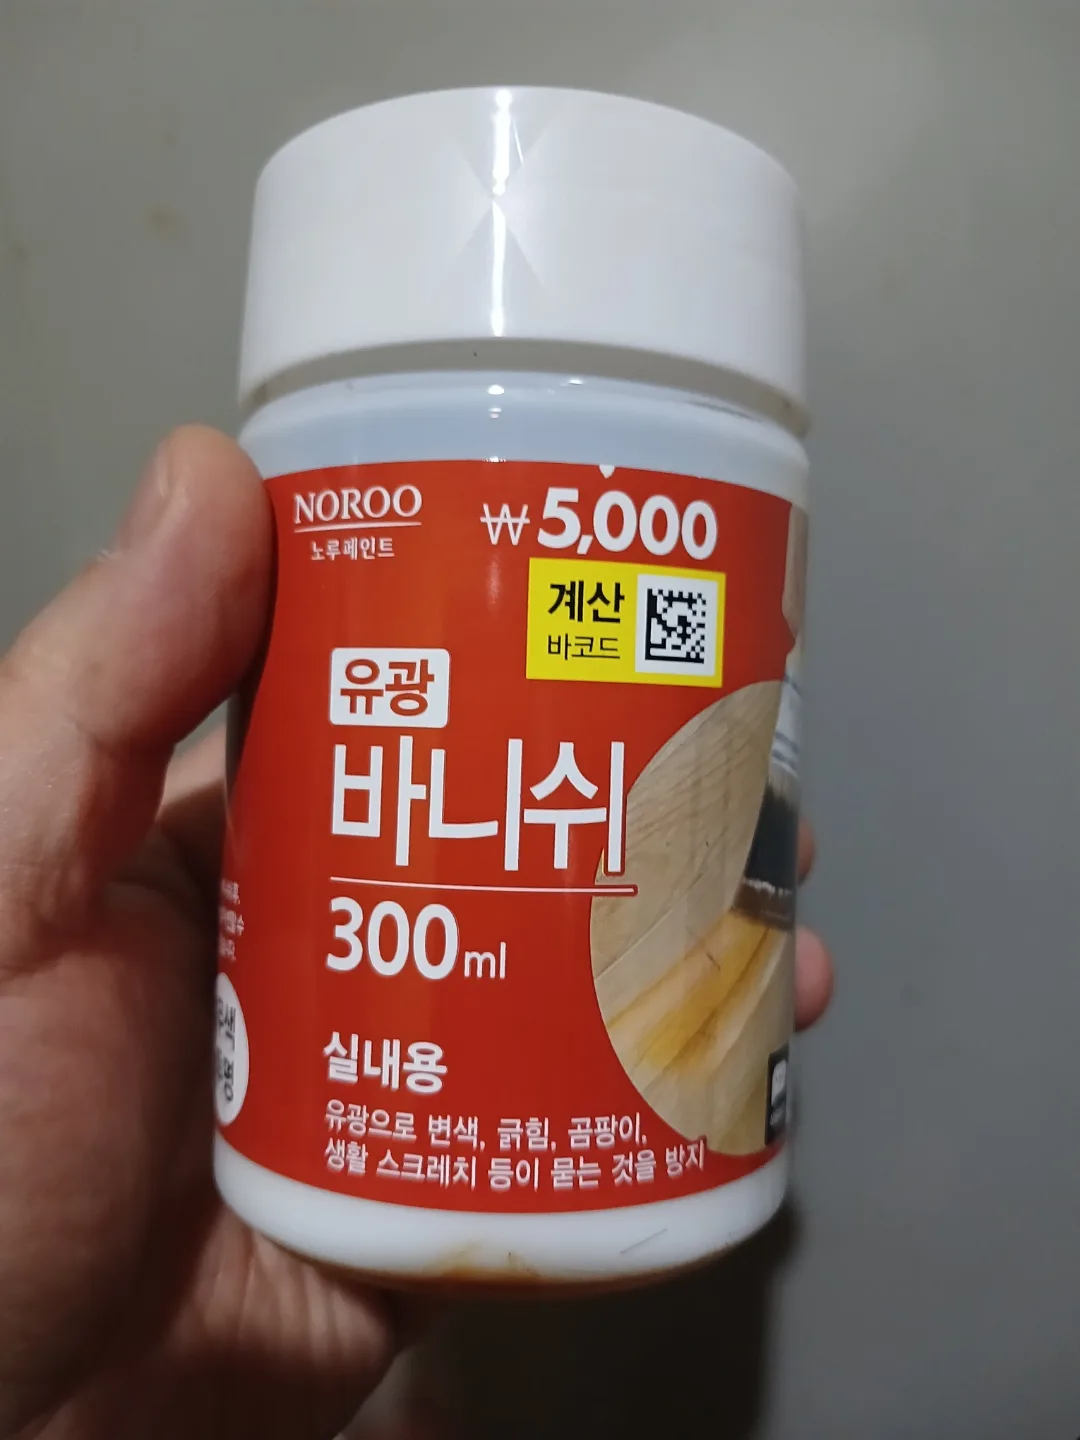 NOROO
노루페인트
₩5,000
계산
바코드
유광
바니쉬
300ml
실내용
유광으로 변색, 긁힘, 곰팡이,
생활 스크레치 등이 묻는 것을 방지